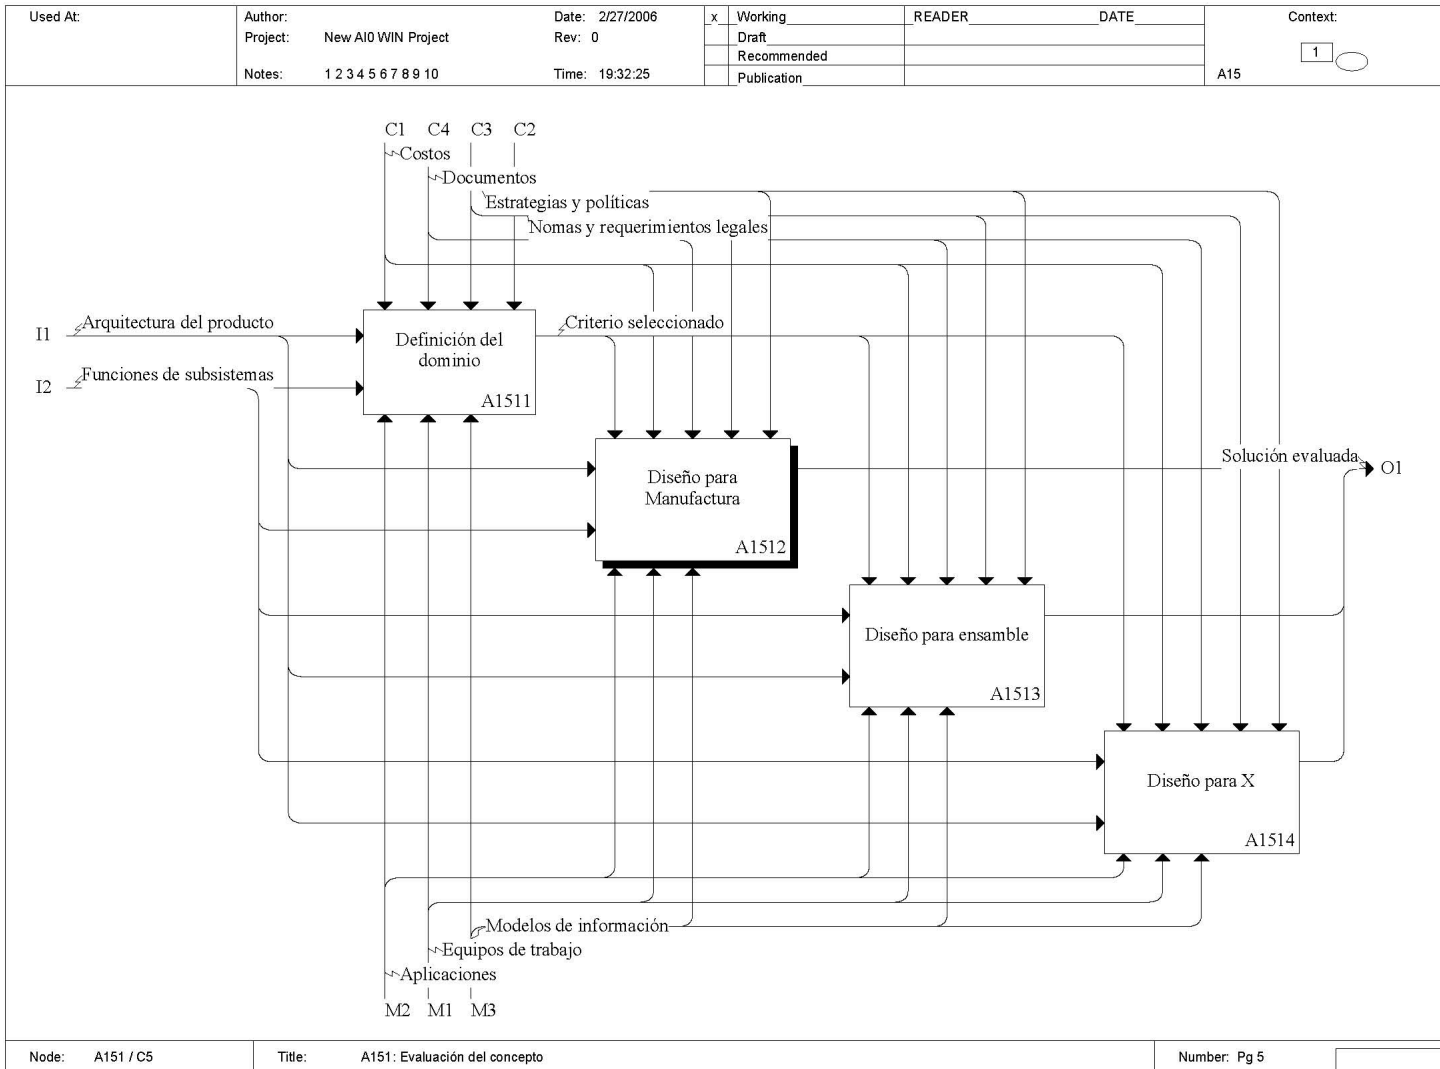 Used At:
Author:
Date: 2/27/2006
x
Working
READER
DATE
Context:
Project: New AI0 WIN Project
Rev: 0
Draft
Recommended
1
Notes: 1 2 3 4 5 6 7 8 9 10
Time: 19:32:25
Publication
A15
C1 C4 C3 C2
Costos
Documentos
Estrategias y políticas
Nomas y requerimientos legales
I1
Arquitectura del producto
Criterio seleccionado
Definición del
dominio
A1511
I2
Funciones de subsistemas
Diseño para
Manufactura
A1512
Solución evaluada
O1
Diseño para ensamble
A1513
Diseño para X
A1514
Modelos de información
Equipos de trabajo
Aplicaciones
M2 M1 M3
Node: A151 / C5
Title: A151: Evaluación del concepto
Number: Pg 5